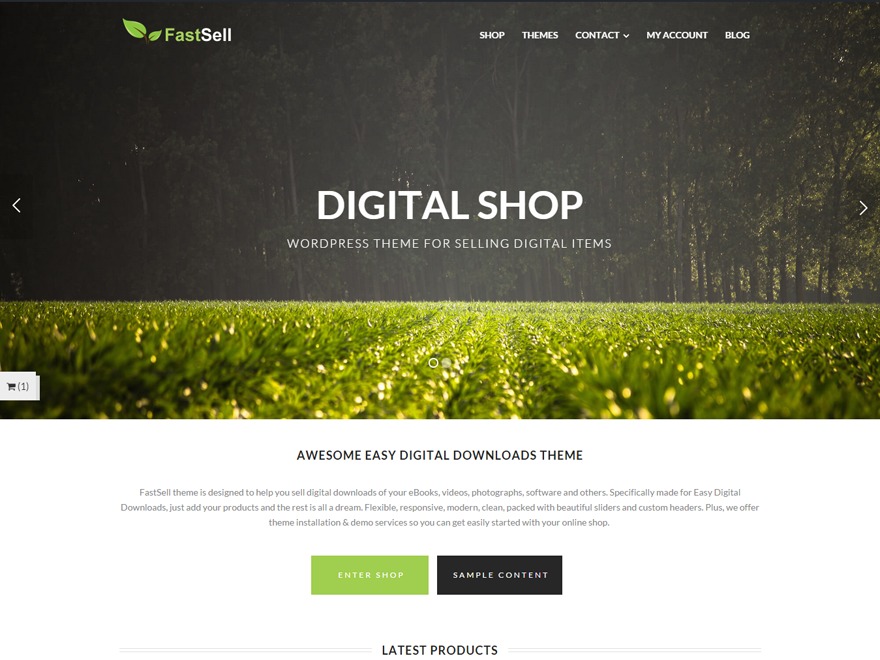 FastSell
SHOP THEMES CONTACT MY ACCOUNT BLOG
DIGITAL SHOP
WORDPRESS THEME FOR SELLING DIGITAL ITEMS
(1)
AWESOME EASY DIGITAL DOWNLOADS THEME
FastSell theme is designed to help you sell digital downloads of your eBooks, videos, photographs, software and others. Specifically made for Easy Digital
Downloads, just add your products and the rest is all a dream. Flexible, responsive, modern, clean, packed with beautiful sliders and custom headers. Plus, we offer
theme installation & demo services so you can get easily started with your online shop.
ENTER SHOP SAMPLE CONTENT
LATEST PRODUCTS